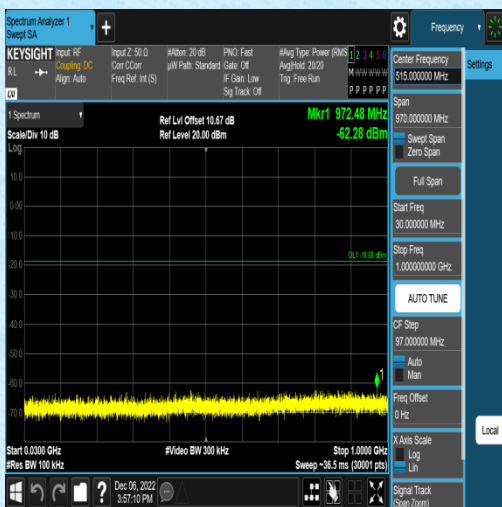 Spectrum Analyzer 1
Swept SA
+
Frequency
Settings
KEYSIGHT
RL
LV
Input: RF
Coupling: DC
Align: Auto
Input Z: 50 Ω
Corr CCorr
Freq Ref: Int (S)
#Atten: 20 dB
µW Path: Standard
PNO: Fast
Gate: Off
IF Gain: Low
Sig Track: Off
#Avg Type: Power (RMS)
Avg|Hold: 20/20
Trig: Free Run
1 2 3 4 5 6
M W W W W W
P P P P P P
1 Spectrum
Scale/Div 10 dB
Log
Ref Lvl Offset 10.67 dB
Ref Level 20.00 dBm
Mkr1 972.48 MHz
-62.28 dBm
10.0
0.00
-10.0
-20.0
-30.0
-40.0
-50.0
-60.0
-70.0
1
Start 0.0300 GHz
#Res BW 100 kHz
#Video BW 300 kHz
Stop 1.0000 GHz
Sweep ~36.5 ms (30001 pts)
Center Frequency
515.000000 MHz
Span
970.000000 MHz
Swept Span
Zero Span
Full Span
Start Freq
30.000000 MHz
Stop Freq
1.000000000 GHz
AUTO TUNE
CF Step
97.000000 MHz
Auto
Man
Freq Offset
0 Hz
X Axis Scale
Log
Lin
Signal Track
(Span Zoom)
Local
?
Dec 06, 2022
3:57:10 PM